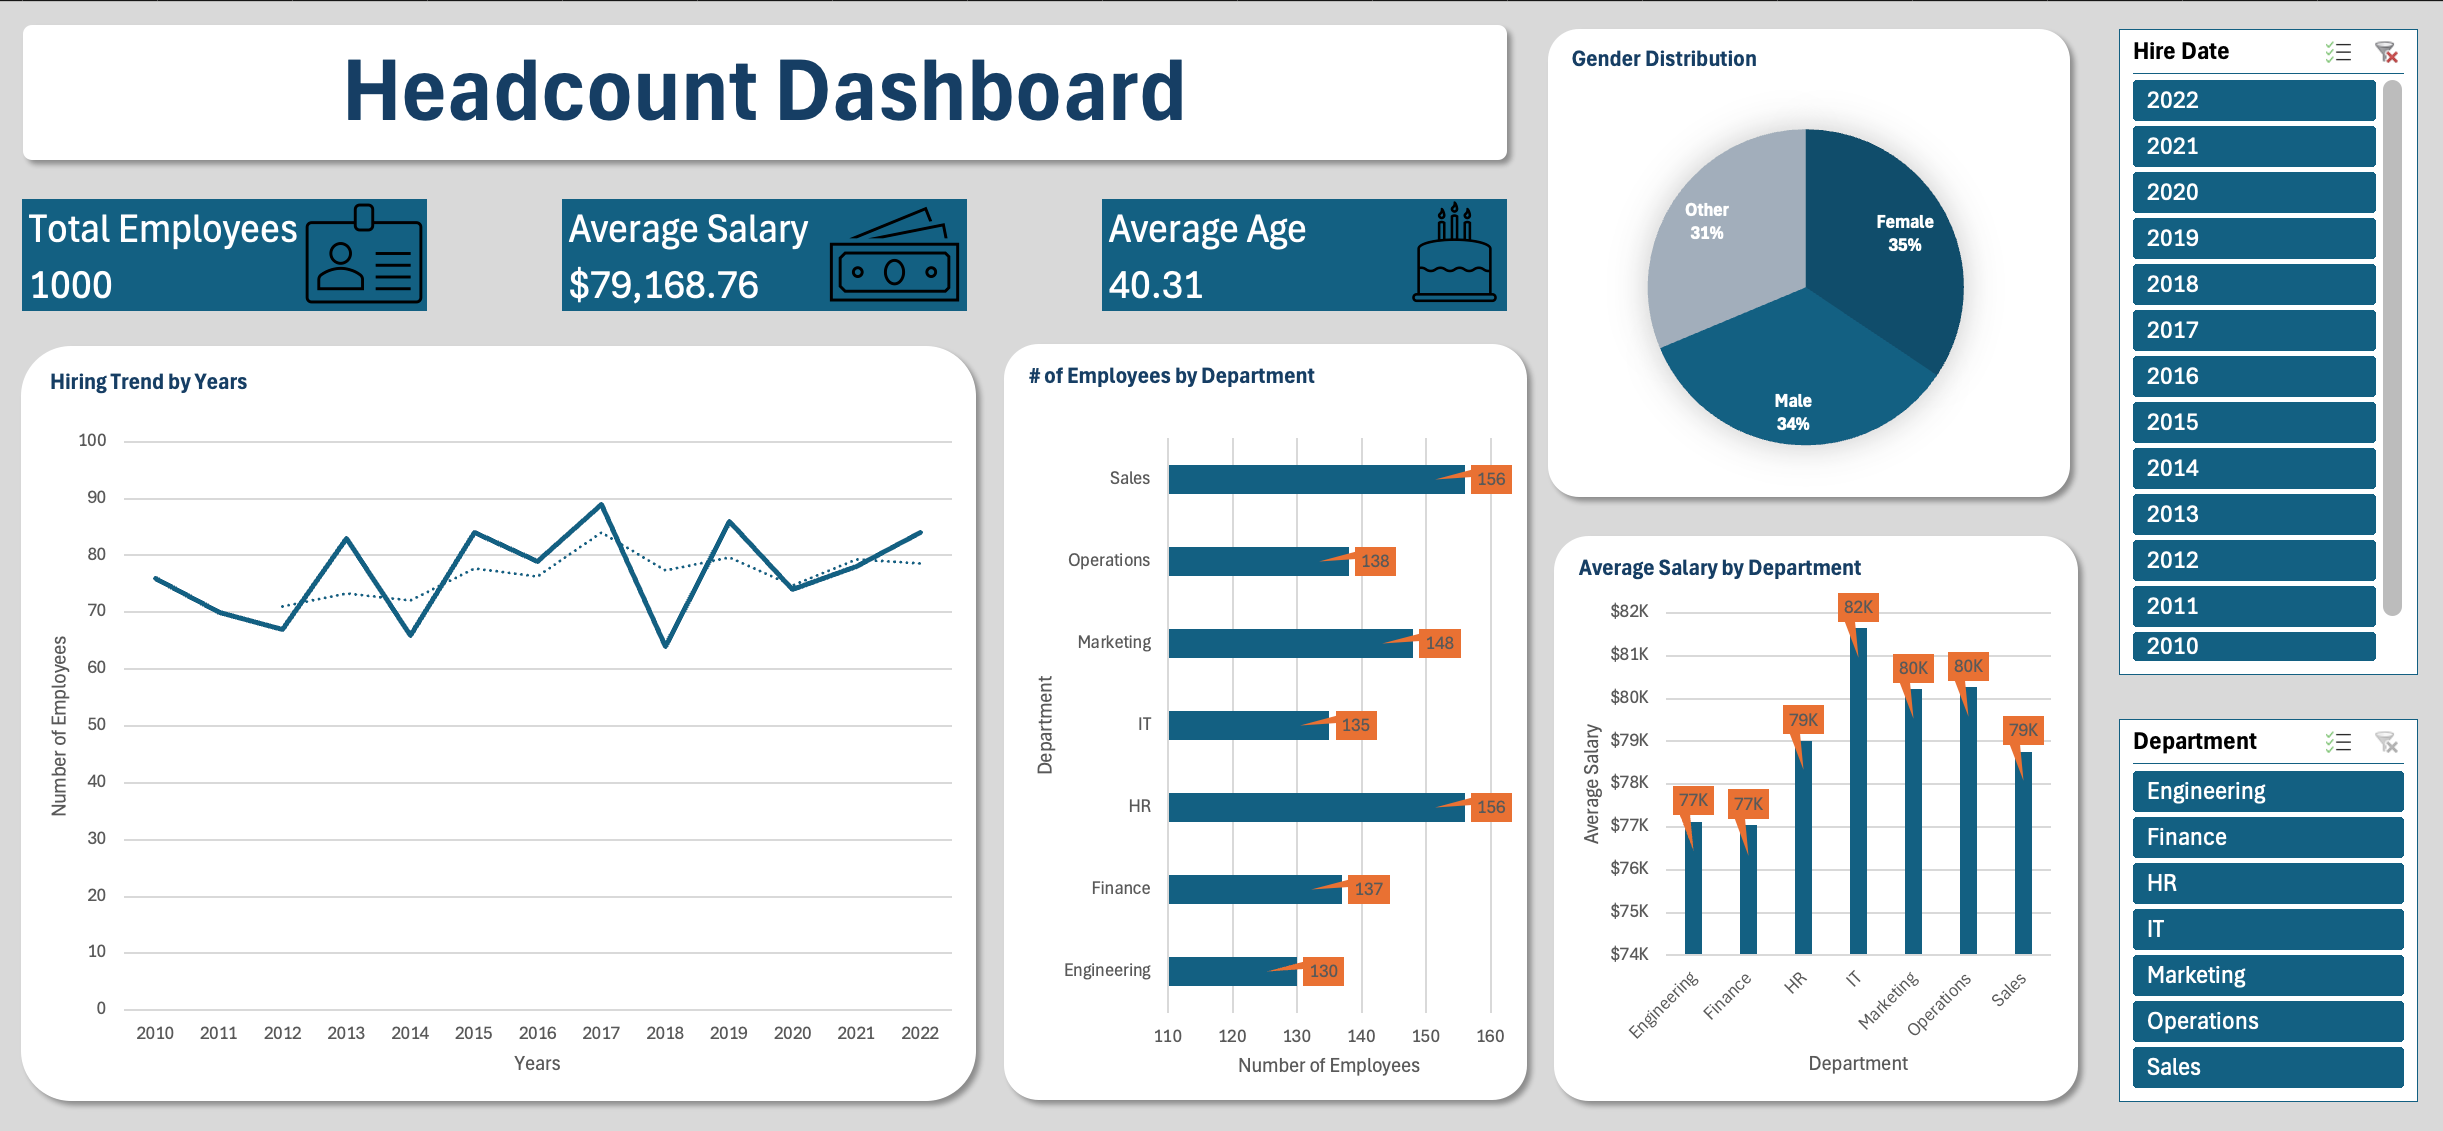 Headcount Dashboard
Total Employees
1000
Average Salary
$79,168.76
Average Age
40.31
Hiring Trend by Years
100
90
80
70
60
50
40
30
20
10
0
Number of Employees
2010 2011 2012 2013 2014 2015 2016 2017 2018 2019 2020 2021 2022
Years
# of Employees by Department
Department
Sales 156
Operations 138
Marketing 148
IT 135
HR 156
Finance 137
Engineering 130
110 120 130 140 150 160
Number of Employees
Gender Distribution
Other
31%
Female
35%
Male
34%
Average Salary by Department
$82K
$81K
$80K
$79K
$78K
$77K
$76K
$75K
$74K
Average Salary
77K 77K 79K 82K 80K 80K 79K
Engineering Finance HR IT Marketing Operations Sales
Department
Hire Date
2022
2021
2020
2019
2018
2017
2016
2015
2014
2013
2012
2011
2010
Department
Engineering
Finance
HR
IT
Marketing
Operations
Sales